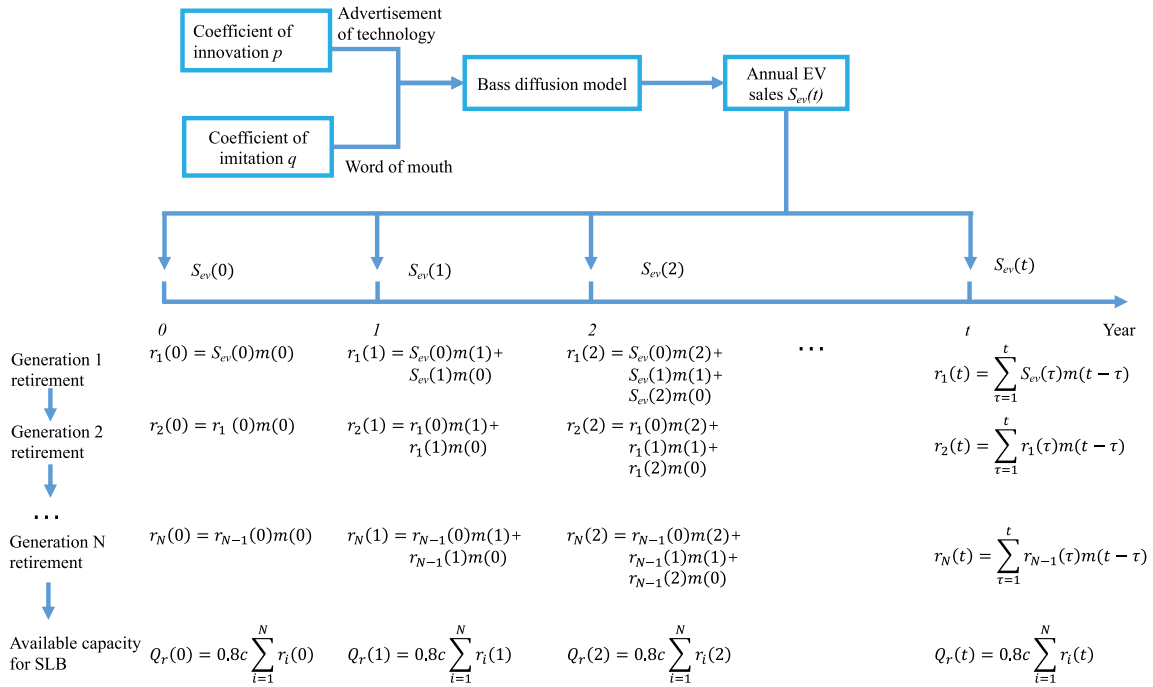 Coefficient of
innovation p
Advertisement
of technology
Bass diffusion model
Annual EV
sales S_ev(t)
Coefficient of
imitation q
Word of mouth
S_ev(0)
S_ev(1)
S_ev(2)
S_ev(t)
0
1
2
t
Year
Generation 1
retirement
r_1(0) = S_ev(0)m(0)
r_1(1) = S_ev(0)m(1)+
S_ev(1)m(0)
r_1(2) = S_ev(0)m(2)+
S_ev(1)m(1)+
S_ev(2)m(0)
⋯
r_1(t) = ∑_{τ=1}^{t} S_ev(τ)m(t − τ)
Generation 2
retirement
r_2(0) = r_1 (0)m(0)
r_2(1) = r_1(0)m(1)+
r_1(1)m(0)
r_2(2) = r_1(0)m(2)+
r_1(1)m(1)+
r_1(2)m(0)
r_2(t) = ∑_{τ=1}^{t} r_1(τ)m(t − τ)
⋯
Generation N
retirement
r_N(0) = r_{N−1}(0)m(0)
r_N(1) = r_{N−1}(0)m(1)+
r_{N−1}(1)m(0)
r_N(2) = r_{N−1}(0)m(2)+
r_{N−1}(1)m(1)+
r_{N−1}(2)m(0)
r_N(t) = ∑_{τ=1}^{t} r_{N−1}(τ)m(t − τ)
Available capacity
for SLB
Q_r(0) = 0.8c ∑_{i=1}^{N} r_i(0)
Q_r(1) = 0.8c ∑_{i=1}^{N} r_i(1)
Q_r(2) = 0.8c ∑_{i=1}^{N} r_i(2)
Q_r(t) = 0.8c ∑_{i=1}^{N} r_i(t)